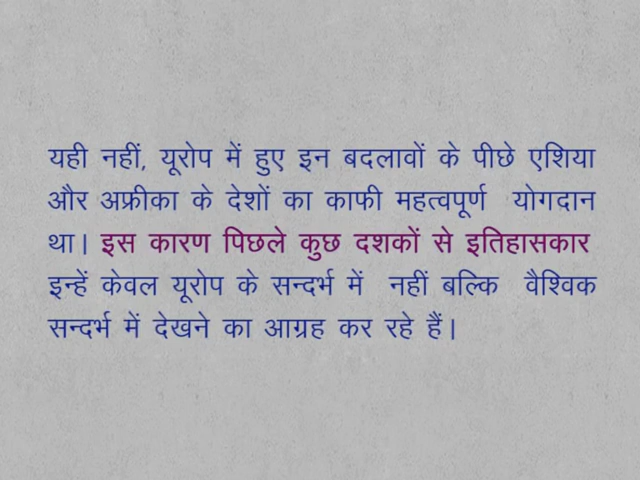 यही नहीं, यूरोप में हुए इन बदलावों के पीछे एशिया
और अफ्रीका के देशों का काफी महत्वपूर्ण योगदान
था। इस कारण पिछले कुछ दशकों से इतिहासकार
इन्हें केवल यूरोप के सन्दर्भ में नहीं बल्कि वैश्विक
सन्दर्भ में देखने का आग्रह कर रहे हैं।